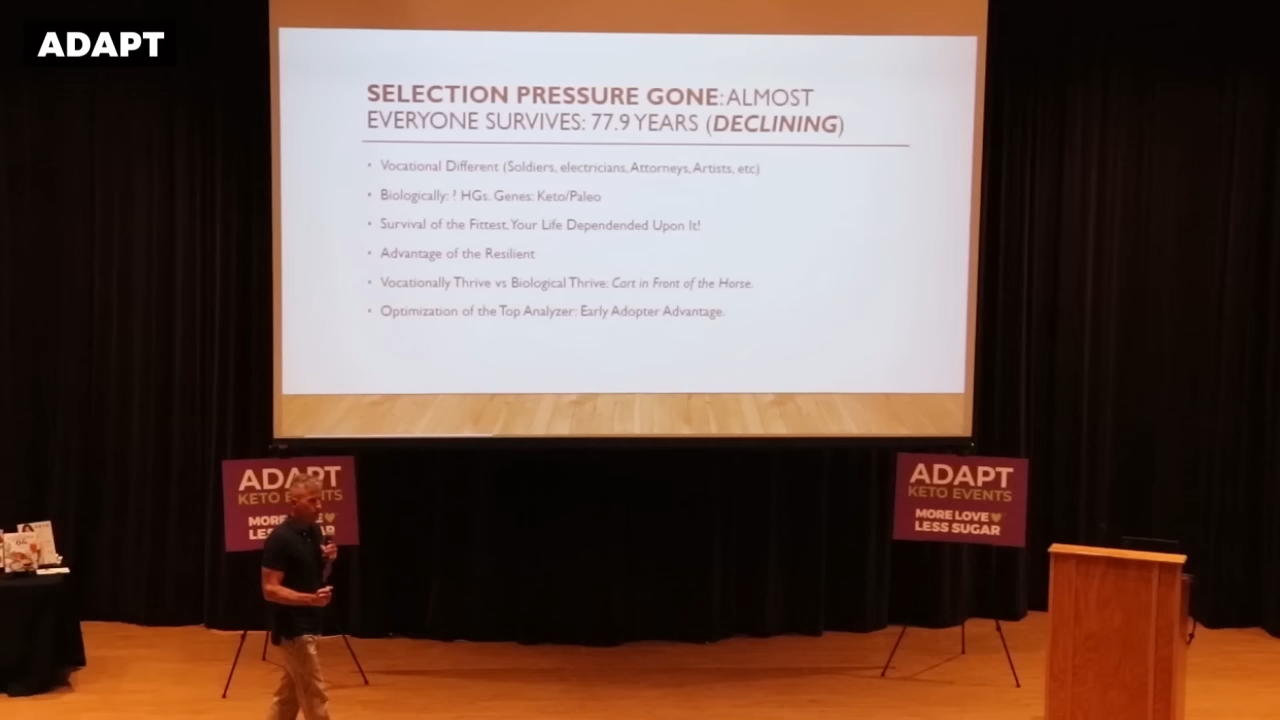 ADAPT
SELECTION PRESSURE GONE: ALMOST
EVERYONE SURVIVES: 77.9 YEARS (DECLINING)
• Vocational Different (Soldiers, electricians, Attorneys, Artists, etc)
• Biologically: ? HGs. Genes: Keto/Paleo
• Survival of the Fittest, Your Life Dependended Upon It!
• Advantage of the Resilient
• Vocationally Thrive vs Biological Thrive: Cart in Front of the Horse.
• Optimization of the Top Analyzer: Early Adopter Advantage.
ADAPT
KETO EVENTS
MORE
LESS
ADAPT
KETO EVENTS
MORE LOVE
LESS SUGAR